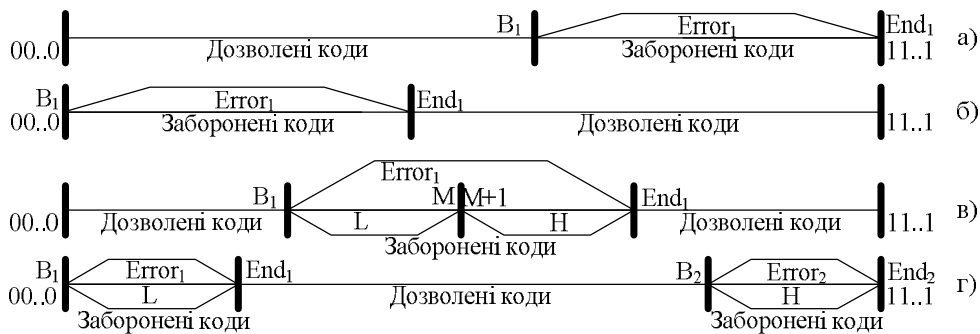 B₁ Error₁ End₁
00..0 Дозволені коди Заборонені коди 11..1 а)
B₁ Error₁ End₁
00..0 Заборонені коди Дозволені коди 11..1 б)
Error₁
B₁ M M+1 End₁
00..0 Дозволені коди L H Дозволені коди 11..1 в)
Заборонені коди
B₁ Error₁ End₁ B₂ Error₂ End₂
00..0 L Дозволені коди H 11..1 г)
Заборонені коди Заборонені коди